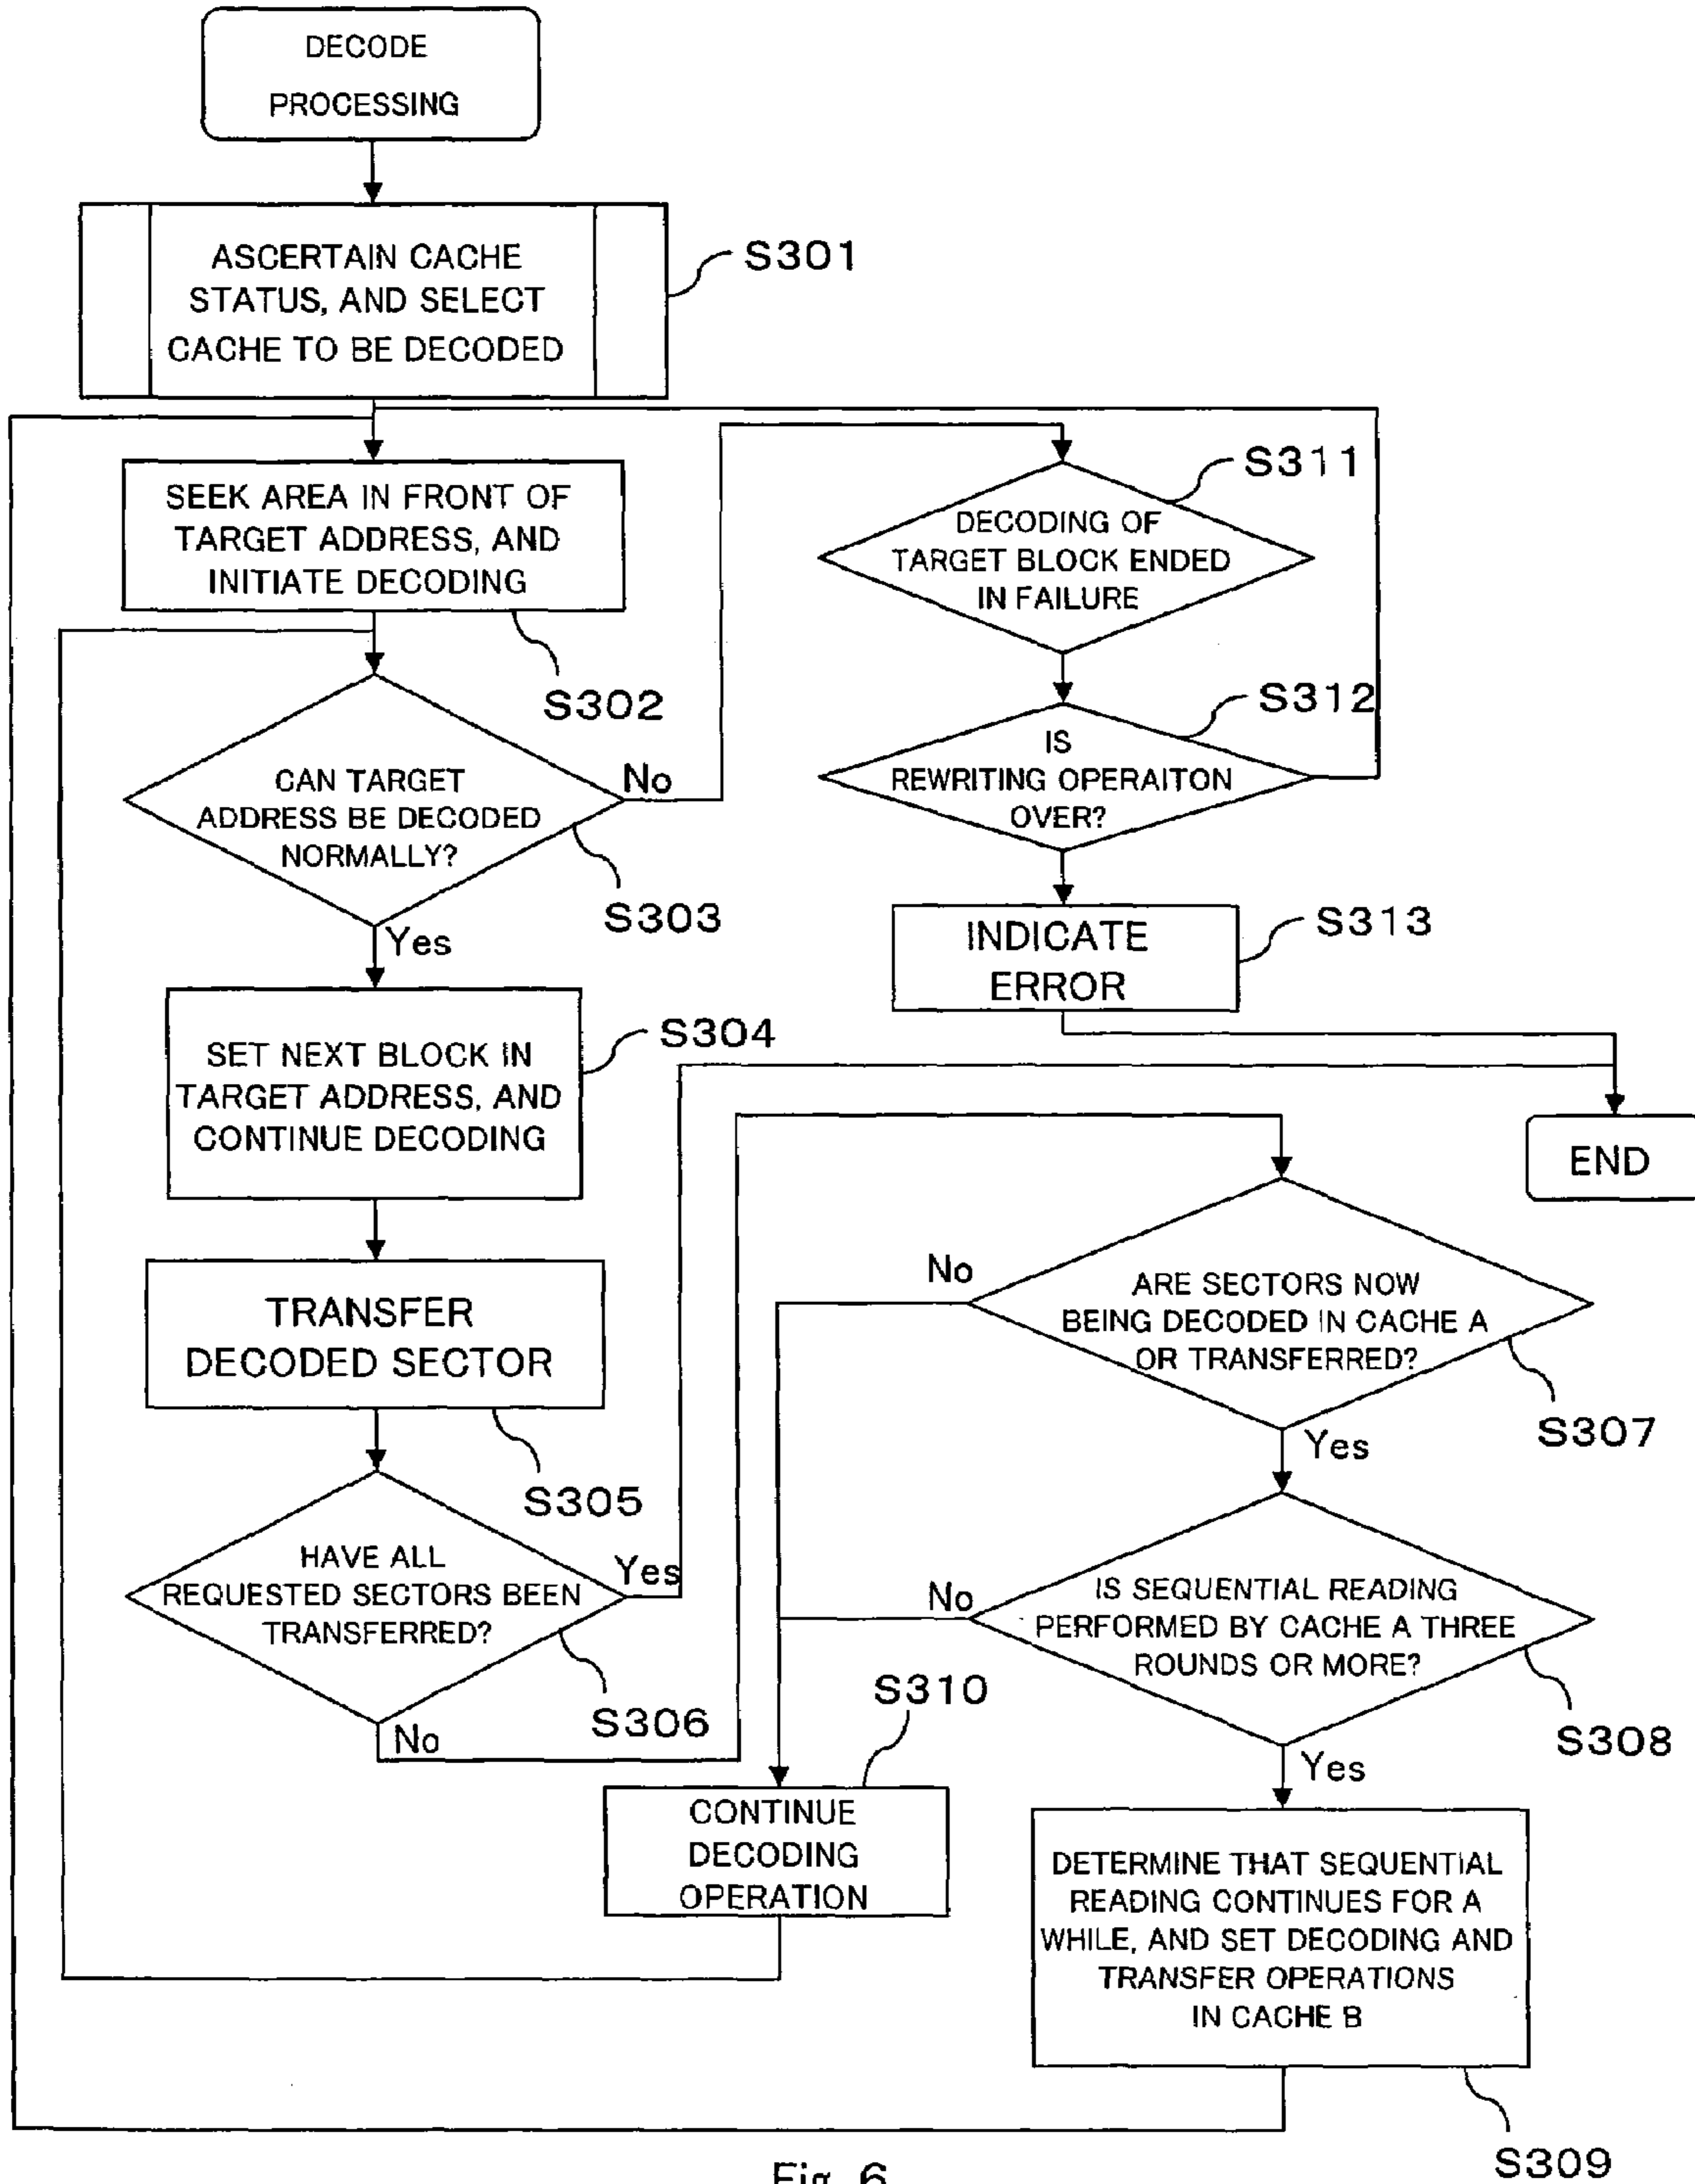 DECODE
PROCESSING
ASCERTAIN CACHE
STATUS, AND SELECT
CACHE TO BE DECODED
S301
SEEK AREA IN FRONT OF
TARGET ADDRESS, AND
INITIATE DECODING
S302
CAN TARGET
ADDRESS BE DECODED
NORMALLY?
No
S303
Yes
SET NEXT BLOCK IN
TARGET ADDRESS, AND
CONTINUE DECODING
S304
TRANSFER
DECODED SECTOR
S305
HAVE ALL
REQUESTED SECTORS BEEN
TRANSFERRED?
Yes
S306
No
S311
DECODING OF
TARGET BLOCK ENDED
IN FAILURE
S312
IS
REWRITING OPERAITON
OVER?
INDICATE
ERROR
S313
END
ARE SECTORS NOW
BEING DECODED IN CACHE A
OR TRANSFERRED?
No
S307
Yes
IS SEQUENTIAL READING
PERFORMED BY CACHE A THREE
ROUNDS OR MORE?
No
S308
Yes
S310
CONTINUE
DECODING
OPERATION
DETERMINE THAT SEQUENTIAL
READING CONTINUES FOR A
WHILE, AND SET DECODING AND
TRANSFER OPERATIONS
IN CACHE B
S309
Fig. 6